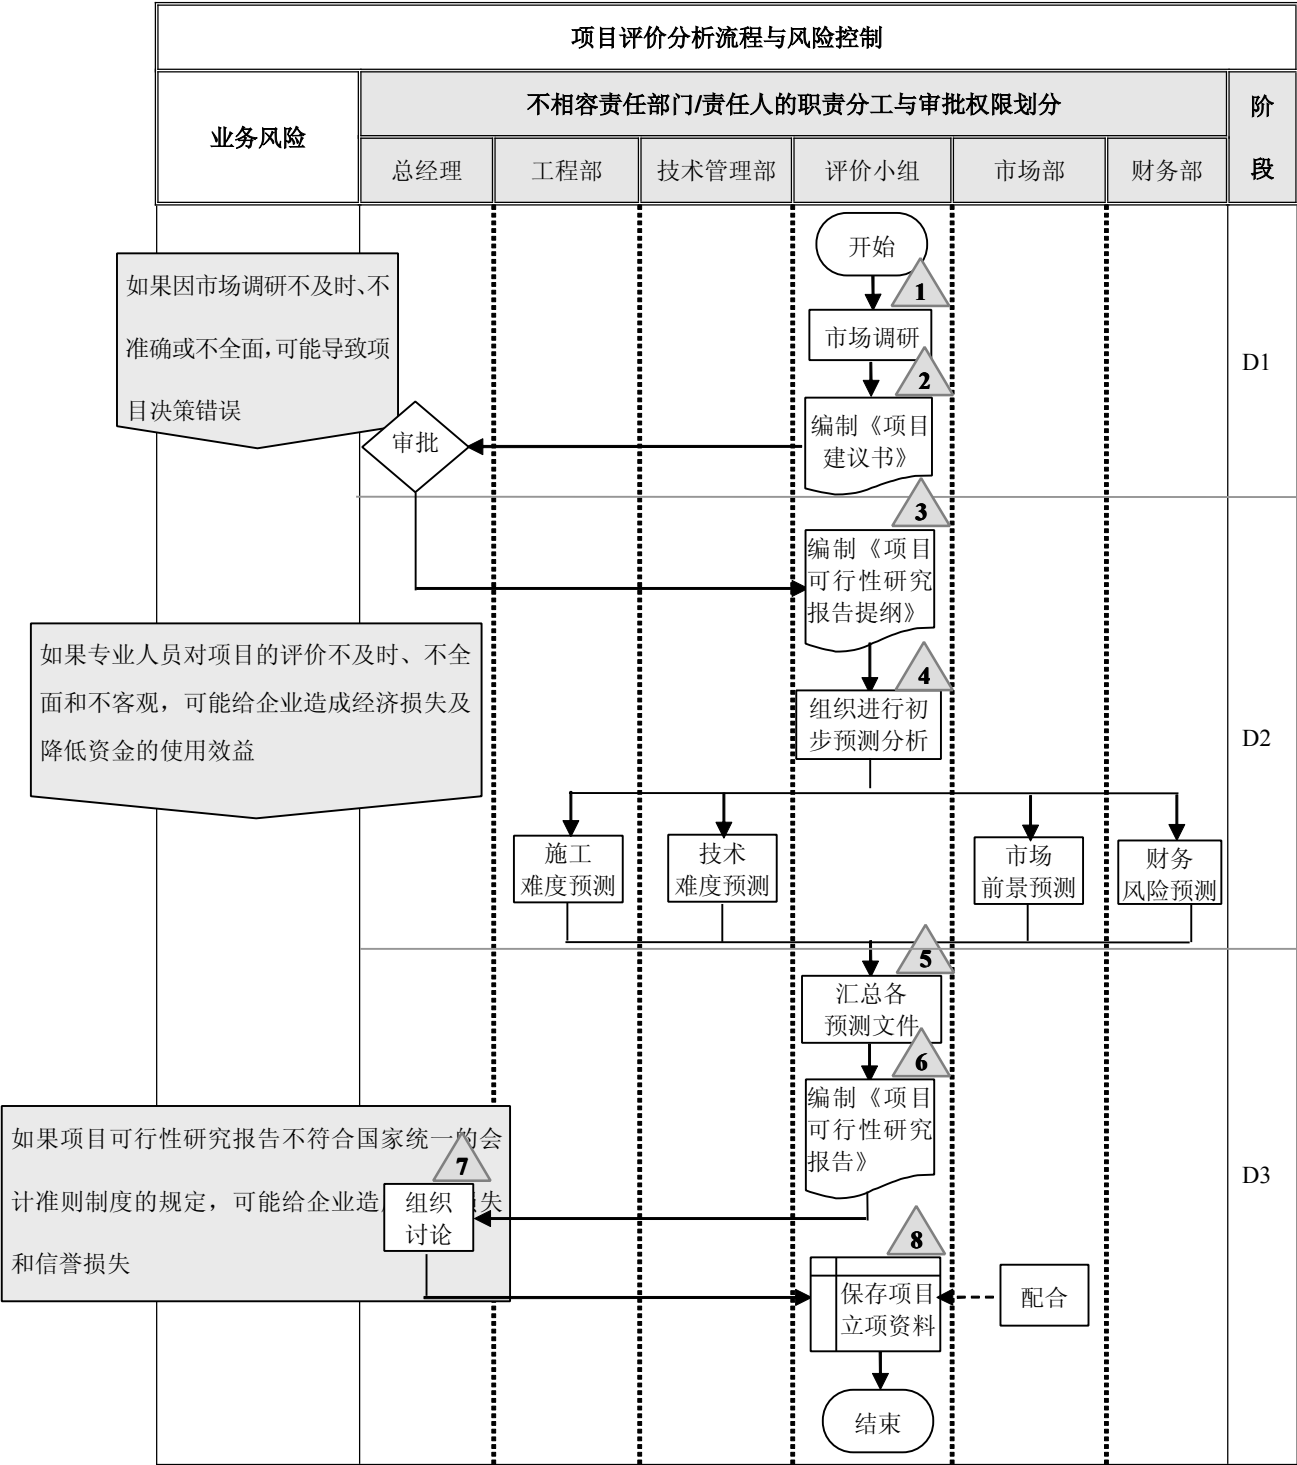 项目评价分析流程与风险控制
业务风险
不相容责任部门/责任人的职责分工与审批权限划分
阶
段
总经理
工程部
技术管理部
评价小组
市场部
财务部
开始
如果因市场调研不及时、不
准确或不全面,可能导致项
目决策错误
1
市场调研
2
编制《项目
建议书》
审批
D1
3
编制《项目
可行性研究
报告提纲》
如果专业人员对项目的评价不及时、不全
面和不客观，可能给企业造成经济损失及
降低资金的使用效益
4
组织进行初
步预测分析
D2
施工
难度预测
技术
难度预测
市场
前景预测
财务
风险预测
5
汇总各
预测文件
6
编制《项目
可行性研究
报告》
如果项目可行性研究报告不符合国家统一的会
计准则制度的规定，可能给企业造
失
和信誉损失
7
组织
讨论
D3
8
保存项目
立项资料
配合
结束